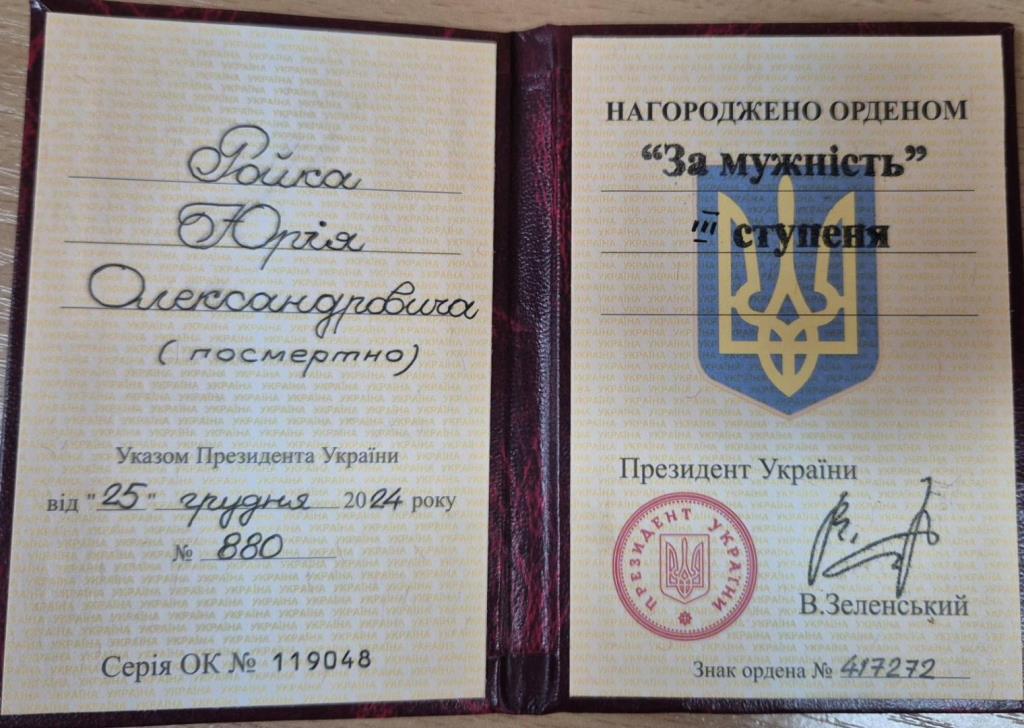 Ройка
Юрія
Олександровича
(посмертно)
Указом Президента України
від "25" грудня 2024 року
№ 880
Серія ОК № 119048
НАГОРОДЖЕНО ОРДЕНОМ
“За мужність”
III ступеня
Президент України
ПРЕЗИДЕНТ УКРАЇНИ
В.Зеленський
Знак ордена № 417272